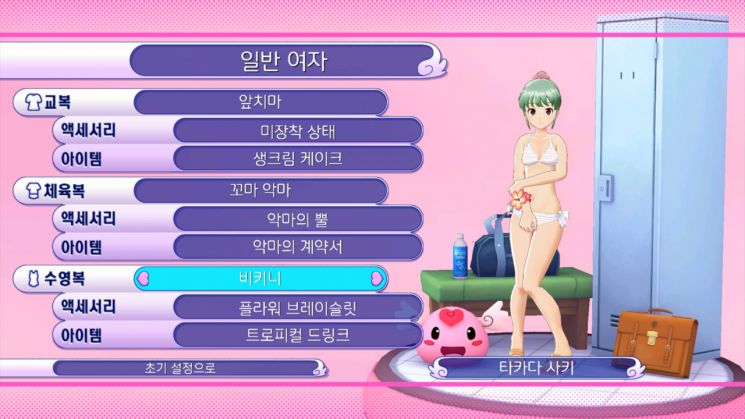 일반 여자
교복
앞치마
액세서리
미장착 상태
아이템
생크림 케이크
체육복
꼬마 악마
액세서리
악마의 뿔
아이템
악마의 계약서
수영복
비키니
액세서리
플라워 브레이슬릿
아이템
트로피컬 드링크
초기 설정으로
타카다 사키